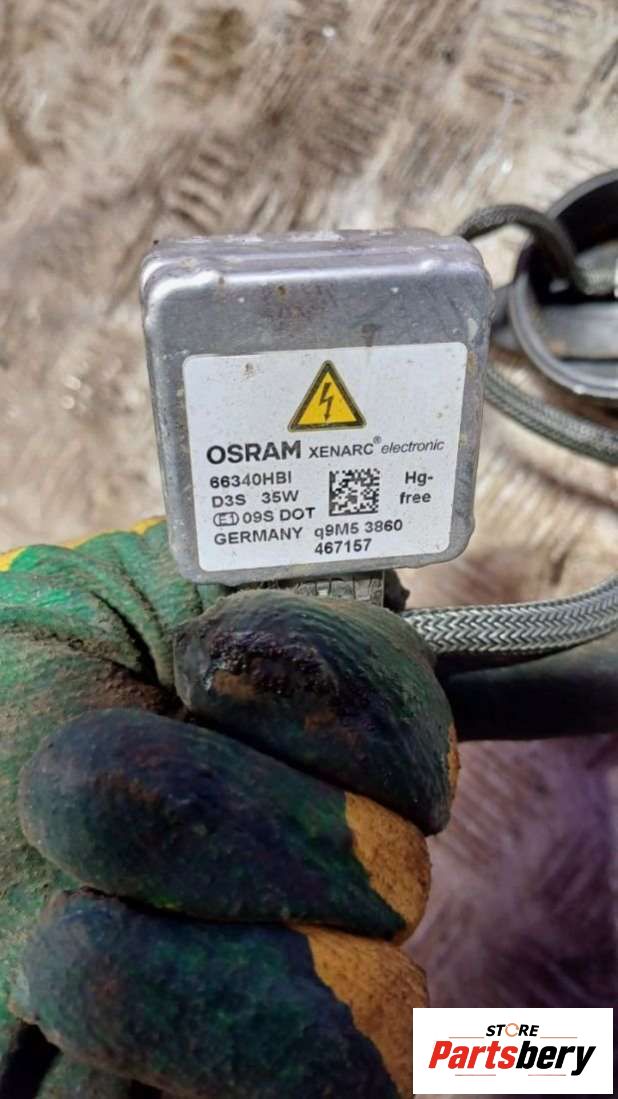 OSRAM XENARC® electronic
66340HBI
D3S 35W
Hg-
free
E1 09S DOT
GERMANY q9M5 3860
467157
STORE
Partsbery